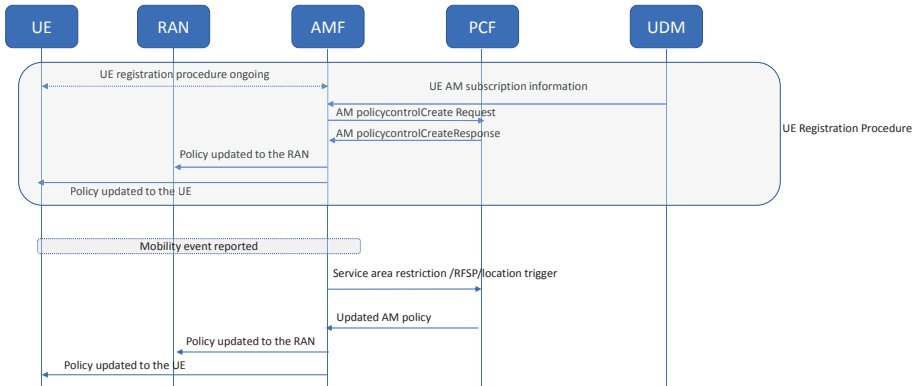 UE
RAN
AMF
PCF
UDM
UE registration procedure ongoing
UE AM subscription information
AM policycontrolCreate Request
AM policycontrolCreateResponse
UE Registration Procedure
Policy updated to the RAN
Policy updated to the UE
Mobility event reported
Service area restriction /RFSP/location trigger
Updated AM policy
Policy updated to the RAN
Policy updated to the UE